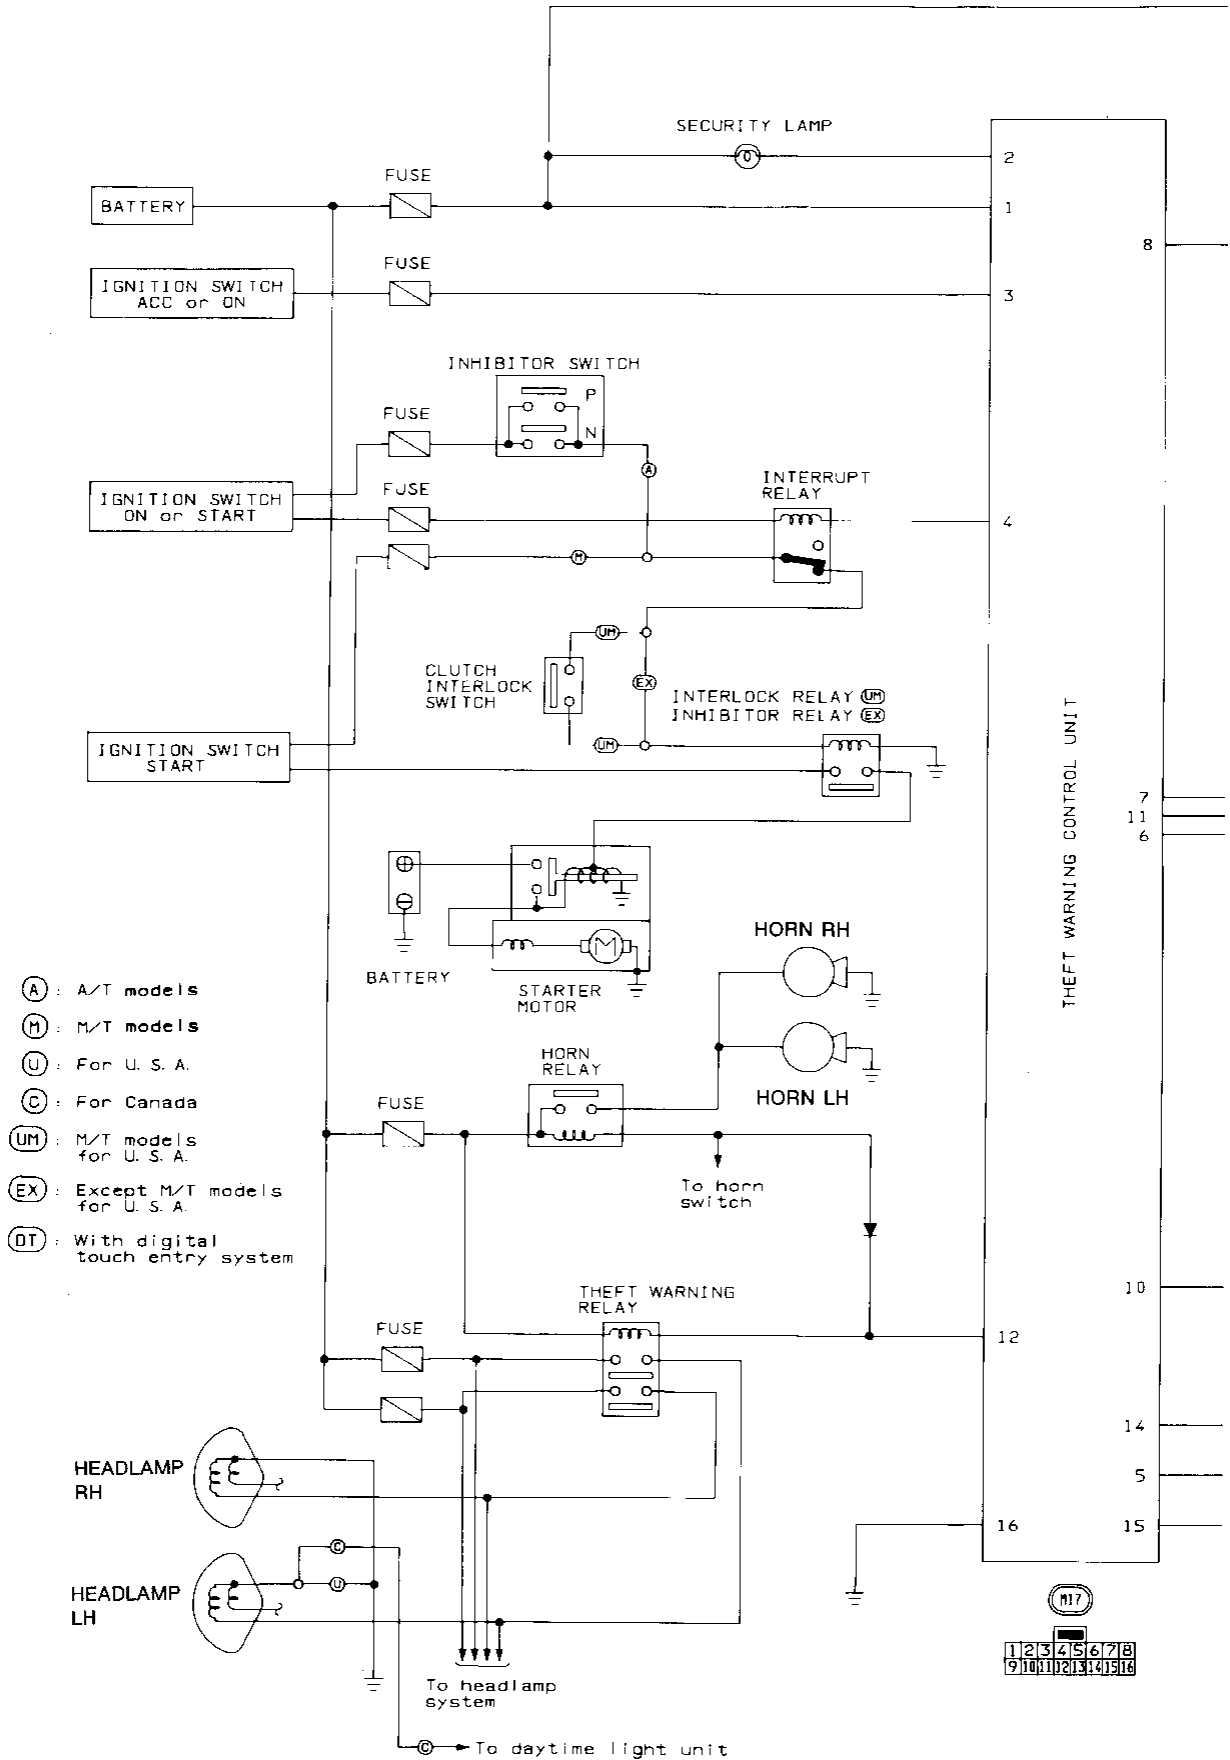 SECURITY LAMP
2
FUSE
BATTERY
1
8
FUSE
IGNITION SWITCH
ACC or ON
3
INHIBITOR SWITCH
P
FUSE
N
A
INTERRUPT
RELAY
IGNITION SWITCH
ON or START
FUSE
4
M
UM
CLUTCH
INTERLOCK
SWITCH
EX
INTERLOCK RELAY UM
INHIBITOR RELAY EX
THEFT WARNING CONTROL UNIT
IGNITION SWITCH
START
UM
7
11
6
M
HORN RH
BATTERY
STARTER
MOTOR
A : A/T models
M : M/T models
U : For U. S. A.
C : For Canada
UM : M/T models
for U. S. A.
EX : Except M/T models
for U. S. A.
DT : With digital
touch entry system
HORN
RELAY
HORN LH
FUSE
To horn
switch
10
THEFT WARNING
RELAY
FUSE
12
14
HEADLAMP
RH
5
16
15
C
HEADLAMP
LH
U
M17
1 2 3 4 5 6 7 8
9 10 11 12 13 14 15 16
To headlamp
system
C To daytime light unit